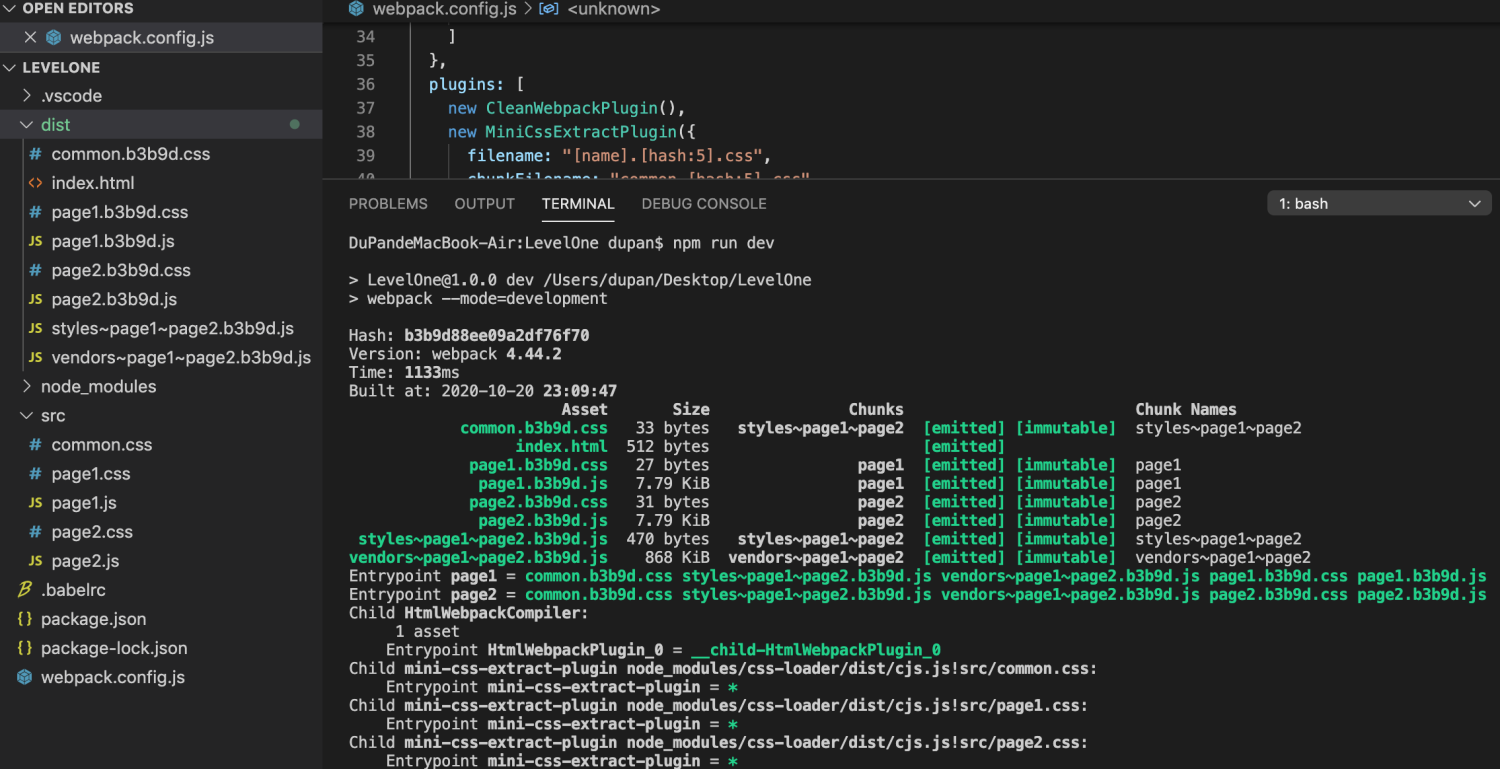 OPEN EDITORS
webpack.config.js
LEVELONE
.vscode
dist
# common.b3b9d.css
<> index.html
# page1.b3b9d.css
JS page1.b3b9d.js
# page2.b3b9d.css
JS page2.b3b9d.js
JS styles~page1~page2.b3b9d.js
JS vendors~page1~page2.b3b9d.js
node_modules
src
# common.css
# page1.css
JS page1.js
# page2.css
JS page2.js
.babelrc
{} package.json
{} package-lock.json
webpack.config.js
webpack.config.js > <unknown>
34 ]
35 },
36 plugins: [
37 new CleanWebpackPlugin(),
38 new MiniCssExtractPlugin({
39 filename: "[name].[hash:5].css",
40 chunkFilename: "common.[hash:5].css"
PROBLEMS OUTPUT TERMINAL DEBUG CONSOLE 1: bash
DuPandeMacBook-Air:LevelOne dupan$ npm run dev
> LevelOne@1.0.0 dev /Users/dupan/Desktop/LevelOne
> webpack --mode=development
Hash: b3b9d88ee09a2df76f70
Version: webpack 4.44.2
Time: 1133ms
Built at: 2020-10-20 23:09:47
Asset Size Chunks Chunk Names
common.b3b9d.css 33 bytes styles~page1~page2 [emitted] [immutable] styles~page1~page2
index.html 512 bytes [emitted]
page1.b3b9d.css 27 bytes page1 [emitted] [immutable] page1
page1.b3b9d.js 7.79 KiB page1 [emitted] [immutable] page1
page2.b3b9d.css 31 bytes page2 [emitted] [immutable] page2
page2.b3b9d.js 7.79 KiB page2 [emitted] [immutable] page2
styles~page1~page2.b3b9d.js 470 bytes styles~page1~page2 [emitted] [immutable] styles~page1~page2
vendors~page1~page2.b3b9d.js 868 KiB vendors~page1~page2 [emitted] [immutable] vendors~page1~page2
Entrypoint page1 = common.b3b9d.css styles~page1~page2.b3b9d.js vendors~page1~page2.b3b9d.js page1.b3b9d.css page1.b3b9d.js
Entrypoint page2 = common.b3b9d.css styles~page1~page2.b3b9d.js vendors~page1~page2.b3b9d.js page2.b3b9d.css page2.b3b9d.js
Child HtmlWebpackCompiler:
1 asset
Entrypoint HtmlWebpackPlugin_0 = __child-HtmlWebpackPlugin_0
Child mini-css-extract-plugin node_modules/css-loader/dist/cjs.js!src/common.css:
Entrypoint mini-css-extract-plugin = *
Child mini-css-extract-plugin node_modules/css-loader/dist/cjs.js!src/page1.css:
Entrypoint mini-css-extract-plugin = *
Child mini-css-extract-plugin node_modules/css-loader/dist/cjs.js!src/page2.css:
Entrypoint mini-css-extract-plugin = *